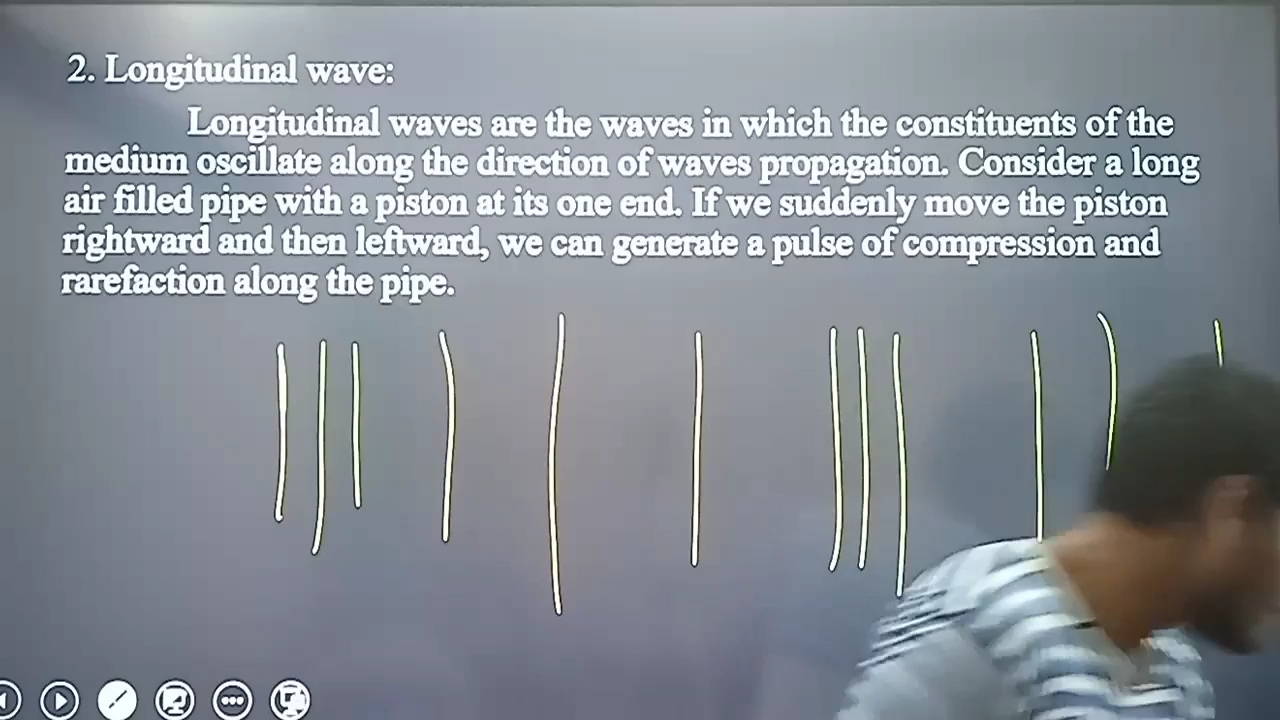 2. Longitudinal wave:
Longitudinal waves are the waves in which the constituents of the
medium oscillate along the direction of waves propagation. Consider a long
air filled pipe with a piston at its one end. If we suddenly move the piston
rightward and then leftward, we can generate a pulse of compression and
rarefaction along the pipe.